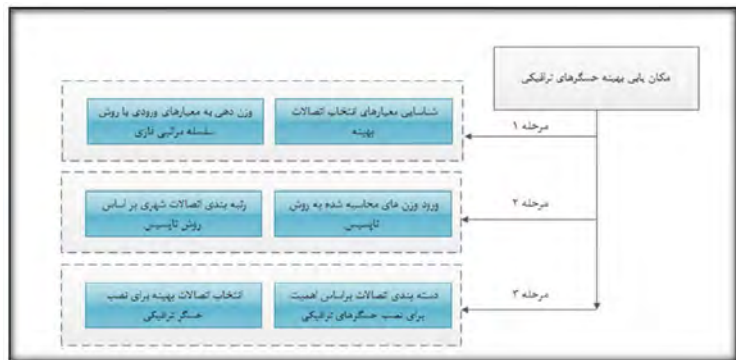 مکان یابی بهینه حسگرهای ترافیکی
مرحله ۱
شناسایی معیارهای انتخاب اتصالات
بهینه
وزن دهی به معیارهای ورودی با روش
سلسله مراتبی فازی
مرحله ۲
ورود وزن های محاسبه شده به روش
تاپسیس
رتبه بندی اتصالات شهری بر اساس
روش تاپسیس
مرحله ۳
دسته بندی اتصالات براساس اهمیت
برای نصب حسگرهای ترافیکی
انتخاب اتصالات بهینه برای نصب
حسگر ترافیکی